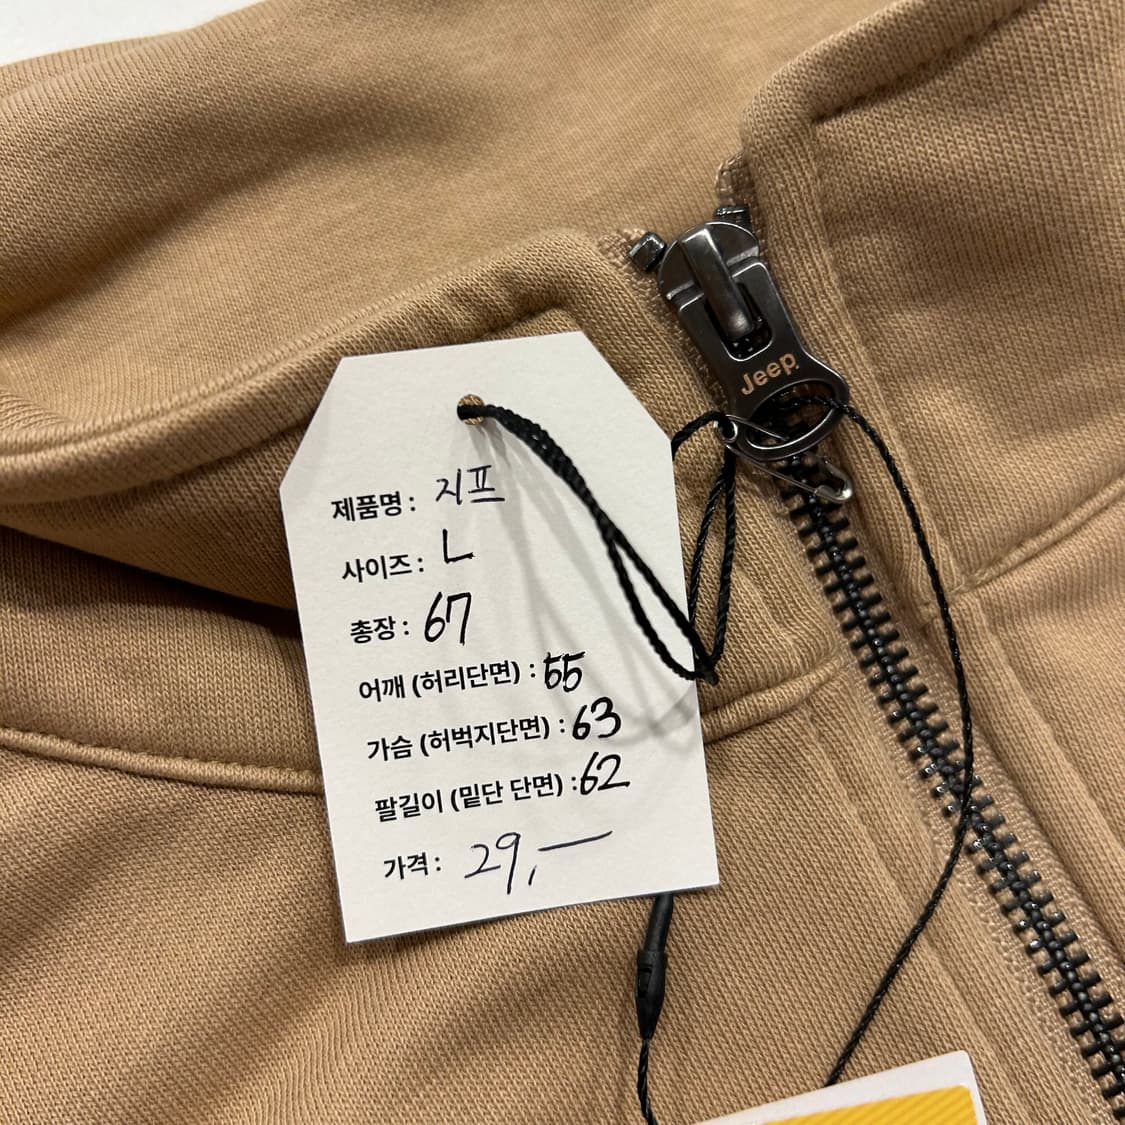 Jeep
제품명 : 지프
사이즈 : L
총장 : 67
어깨 (허리단면) : 55
가슴 (허벅지단면) : 63
팔길이 (밑단 단면) : 62
가격 : 29,—